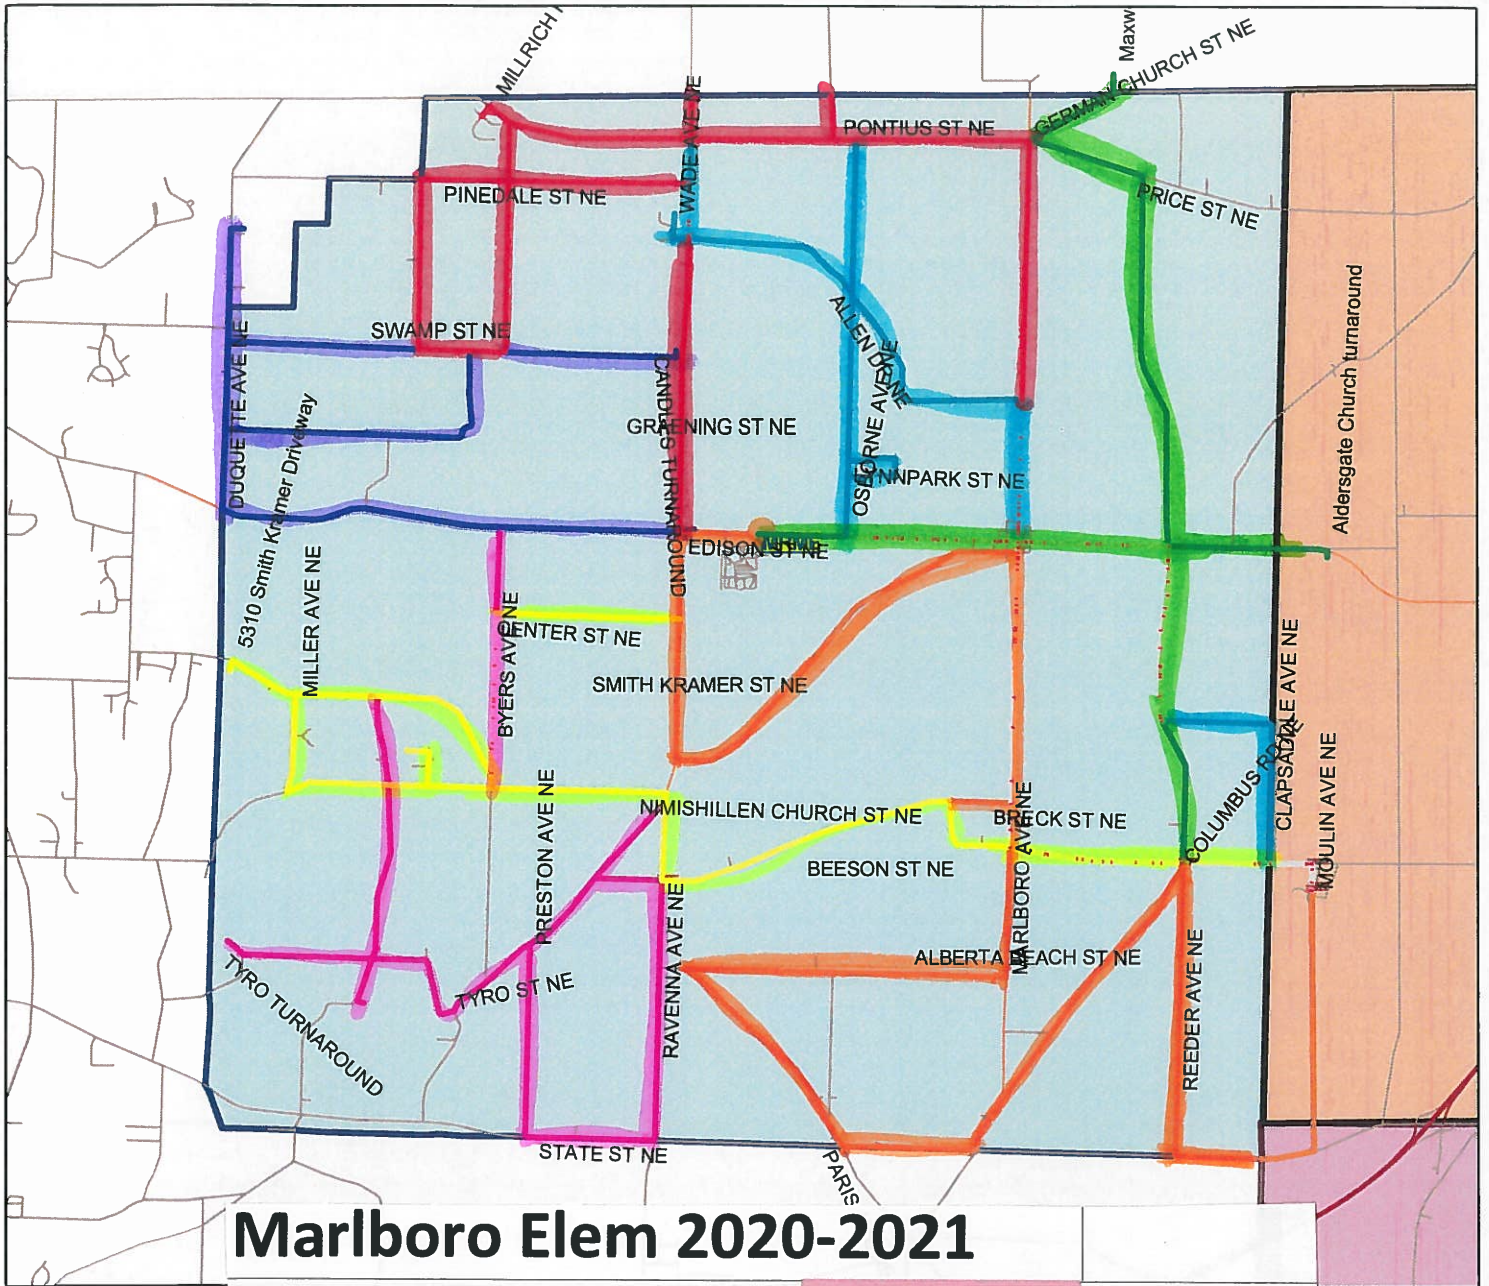 MILLRICH
Maxw
GERMAN CHURCH ST NE
WADE AVE NE
PONTIUS ST NE
PINEDALE ST NE
PRICE ST NE
SWAMP ST NE
DUQUETTE AVE NE
ALLEN DR NE
Aldersgate Church turnaround
CANDLES TURNAROUND
GRAENING ST NE
OSBORNE AVE NE
LYNNPARK ST NE
5310 Smith Kramer Driveway
EDISON ST NE
MILLER AVE NE
CENTER ST NE
BYERS AVE NE
SMITH KRAMER ST NE
CLAPSADDLE AVE NE
COLUMBUS RD NE
MOULIN AVE NE
NIMISHILLEN CHURCH ST NE
BRECK ST NE
MARLBORO AVE NE
PRESTON AVE NE
BEESON ST NE
RAVENNA AVE NE
ALBERTA BEACH ST NE
TYRO TURNAROUND
TYRO ST NE
REEDER AVE NE
STATE ST NE
PARIS
Marlboro Elem 2020-2021